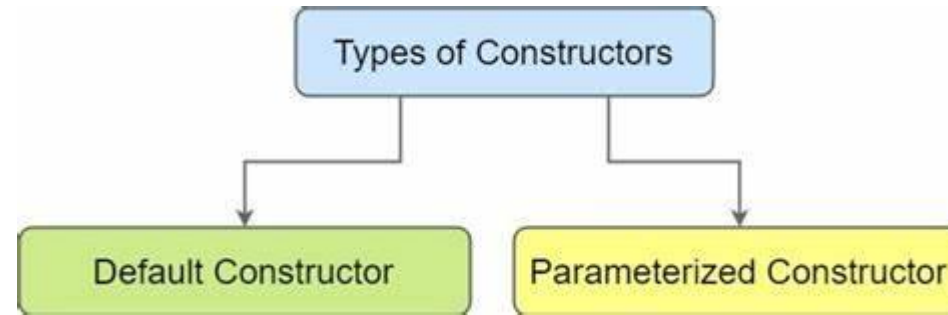 Types of Constructors
Default Constructor
Parameterized Constructor